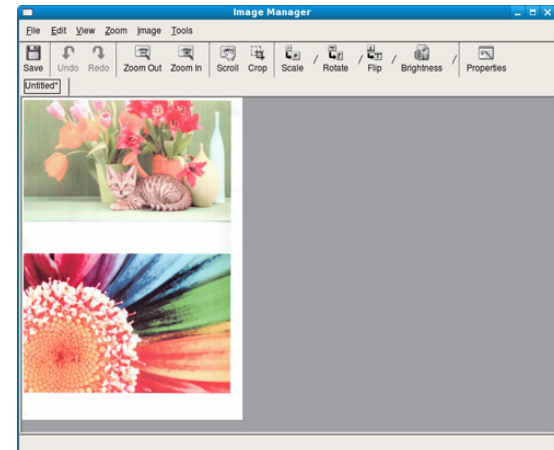 Image Manager
File Edit View Zoom Image Tools
Save Undo Redo Zoom Out Zoom In Scroll Crop Scale Rotate Flip Brightness Properties
Untitled*